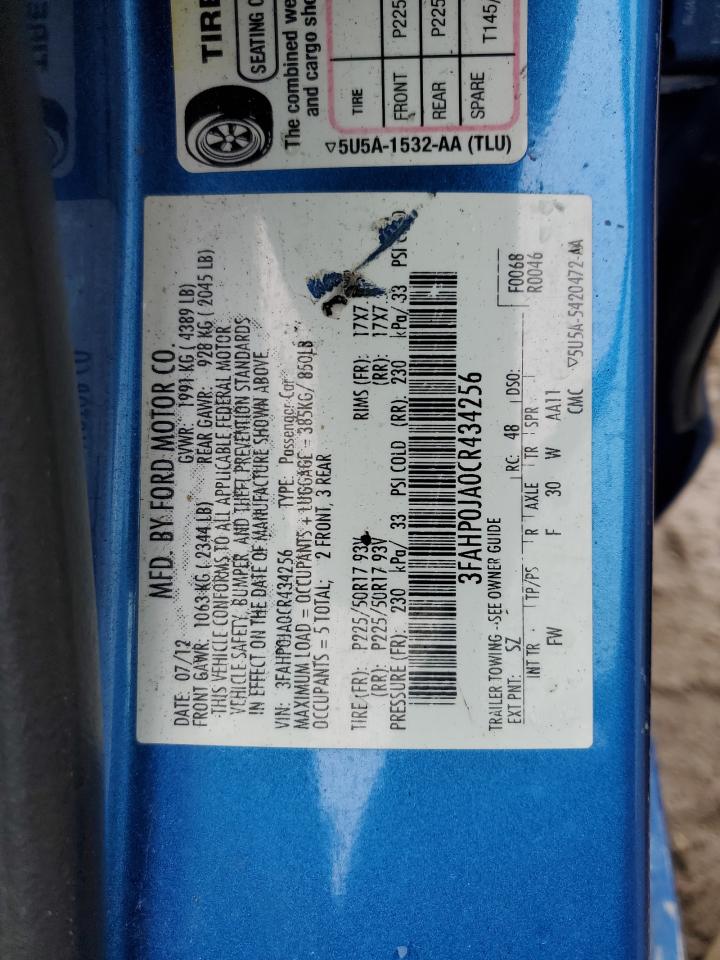 TIRE
SEATING
The combined
and cargo
TIRE
FRONT
REAR
SPARE
P225
P225
T145/
▽5U5A-1532-AA (TLU)
MFD. BY FORD MOTOR CO
DATE: 07/12 GVWR: 1991 KG ( 4389 LB)
FRONT GAWR: 1063 KG ( 2344 LB) REAR GAWR: 928 KG ( 2045 LB)
THIS VEHICLE CONFORMS TO ALL APPLICABLE FEDERAL MOTOR
VEHICLE SAFETY, BUMPER, AND THEFT PREVENTION STANDARDS
IN EFFECT ON THE DATE OF MANUFACTURE SHOWN ABOVE.
VIN: 3FAHP0JA0CR434256 TYPE: Passenger Car
MAXIMUM LOAD = OCCUPANTS + LUGGAGE = 385KG/ 850LB
OCCUPANTS = 5 TOTAL; 2 FRONT, 3 REAR
TIRE (FR): P225/50R17 93V RIMS (FR): 17X7
(RR): P225/50R17 93V (RR): 17X7
PRESSURE (FR): 230 kPa/ 33 PSI COLD (RR): 230 kPa/ 33 PSI
3FAHP0JA0CR434256
TRAILER TOWING -- SEE OWNER GUIDE F0068
EXT PNT: SZ RC: 4B DSO: R0046
INT TR TP/PS R AXLE TR SPR
FW F 30 W AA11
CMC ▽5U5A-5420472-AA